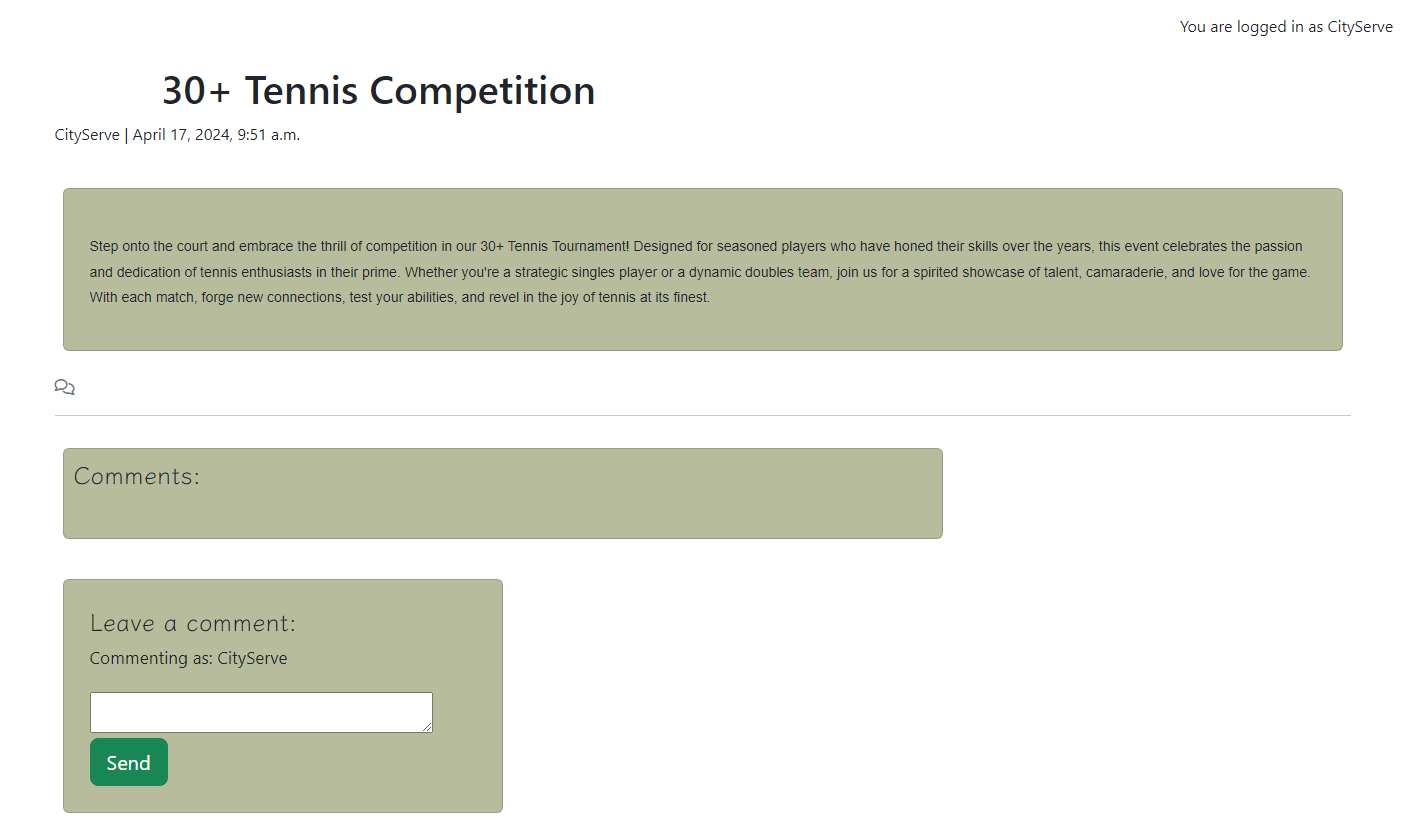 You are logged in as CityServe
30+ Tennis Competition
CityServe | April 17, 2024, 9:51 a.m.
Step onto the court and embrace the thrill of competition in our 30+ Tennis Tournament! Designed for seasoned players who have honed their skills over the years, this event celebrates the passion
and dedication of tennis enthusiasts in their prime. Whether you're a strategic singles player or a dynamic doubles team, join us for a spirited showcase of talent, camaraderie, and love for the game.
With each match, forge new connections, test your abilities, and revel in the joy of tennis at its finest.
Comments:
Leave a comment:
Commenting as: CityServe
Send